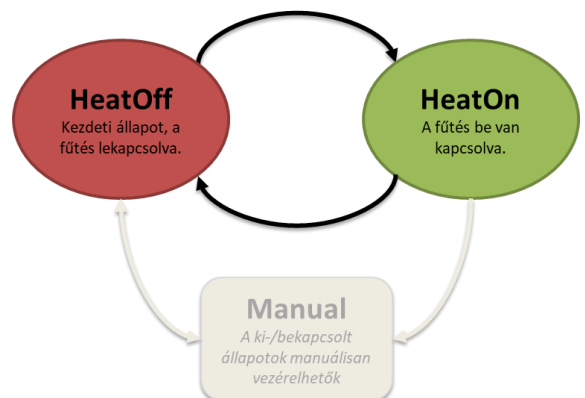 HeatOff
Kezdeti állapot, a
fűtés lekapcsolva.
HeatOn
A fűtés be van
kapcsolva.
Manual
A ki-/bekapcsolt
állapotok manuálisan
vezérelhetők